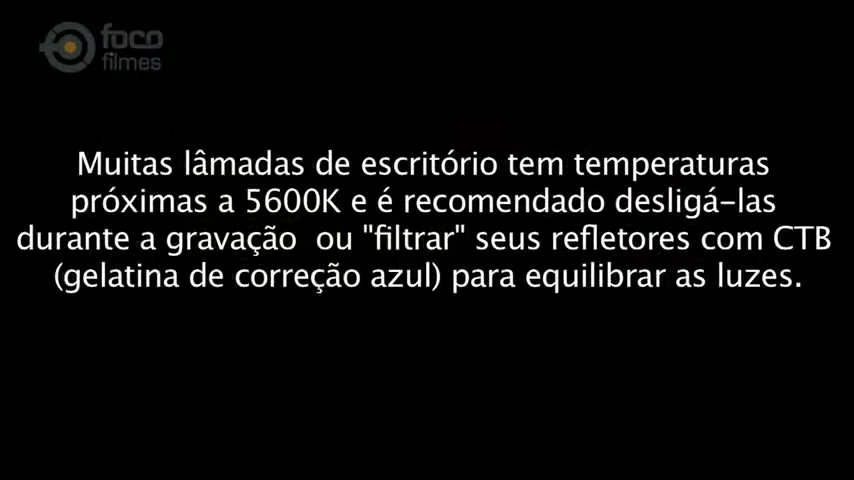 foco
filmes
Muitas lâmadas de escritório tem temperaturas
próximas a 5600K e é recomendado desligá-las
durante a gravação  ou "filtrar" seus refletores com CTB
(gelatina de correção azul) para equilibrar as luzes.